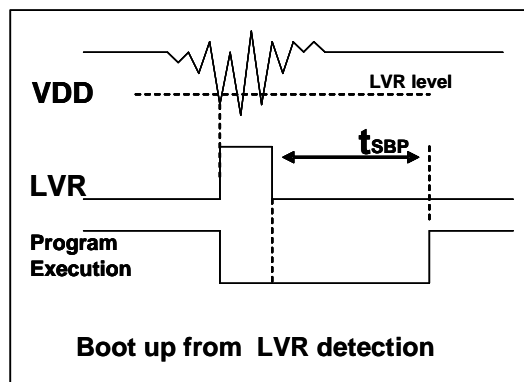 LVR level
VDD
tSBP
LVR
Program
Execution
Boot up from LVR detection